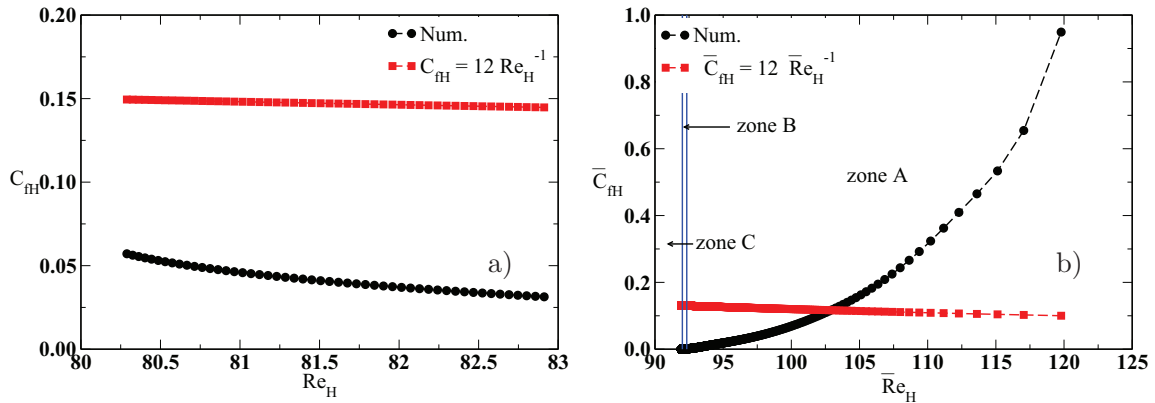 0.20
0.15
0.10
0.05
0.00
C_fH
80
80.5
81
81.5
82
82.5
83
Re_H
Num.
C_fH = 12 Re_H^-1
a)
1.0
0.8
0.6
0.4
0.2
0.0
C̅_fH
90
95
100
105
110
115
120
125
R̅e_H
Num.
C̅_fH = 12 R̅e_H^-1
zone B
zone A
zone C
b)